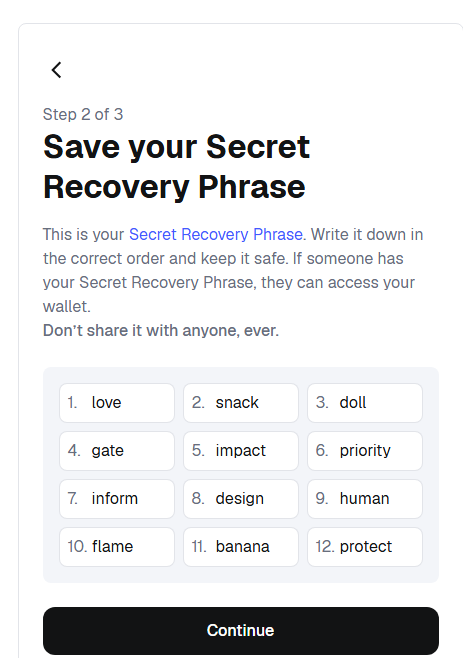 Step 2 of 3
Save your Secret
Recovery Phrase
This is your Secret Recovery Phrase. Write it down in
the correct order and keep it safe. If someone has
your Secret Recovery Phrase, they can access your
wallet.
Don't share it with anyone, ever.
1. love 2. snack 3. doll
4. gate 5. impact 6. priority
7. inform 8. design 9. human
10. flame 11. banana 12. protect
Continue